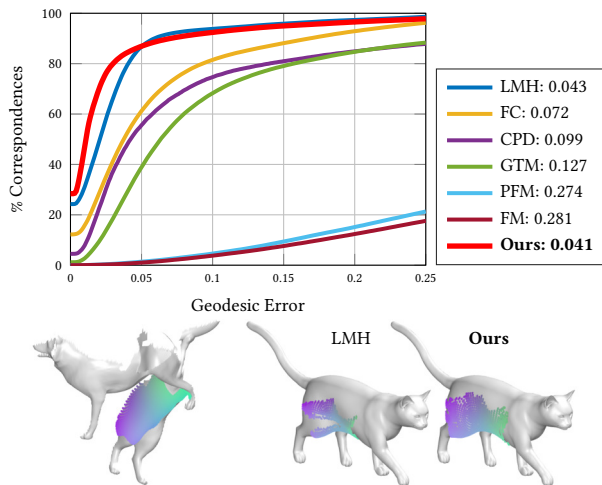 100
80
60
40
20
0
% Correspondences
0 0.05 0.1 0.15 0.2 0.25
Geodesic Error
LMH: 0.043
FC: 0.072
CPD: 0.099
GTM: 0.127
PFM: 0.274
FM: 0.281
Ours: 0.041
LMH Ours